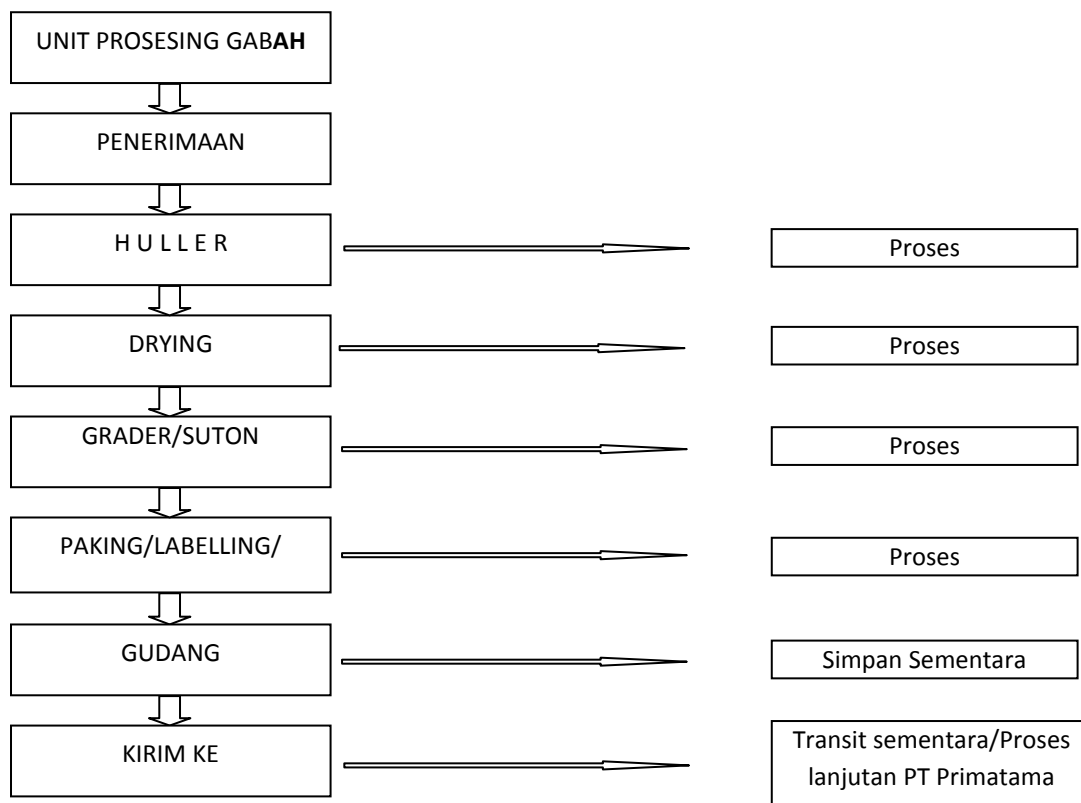 UNIT PROSESING GABAH
PENERIMAAN
H U L L E R
Proses
DRYING
Proses
GRADER/SUTON
Proses
PAKING/LABELLING/
Proses
GUDANG
Simpan Sementara
KIRIM KE
Transit sementara/Proses
lanjutan PT Primatama